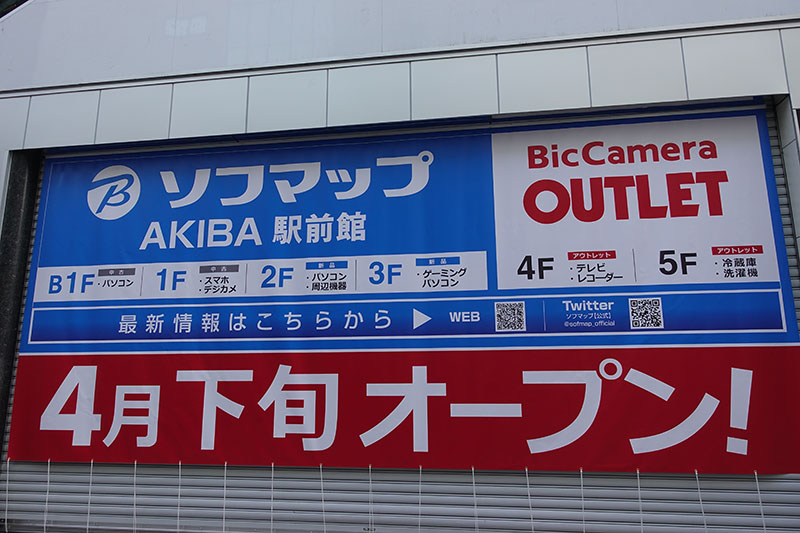 ソフマップ
AKIBA 駅前館
B1F 中古 ・パソコン
1F 中古 ・スマホ ・デジカメ
2F 新品 ・パソコン ・周辺機器
3F 新品 ・ゲーミングパソコン
BicCamera
OUTLET
4F アウトレット ・テレビ ・レコーダー
5F アウトレット ・冷蔵庫 ・洗濯機
最新情報はこちらから ▶ WEB
Twitter
ソフマップ【公式】
@sofmap_official
4月下旬オープン!